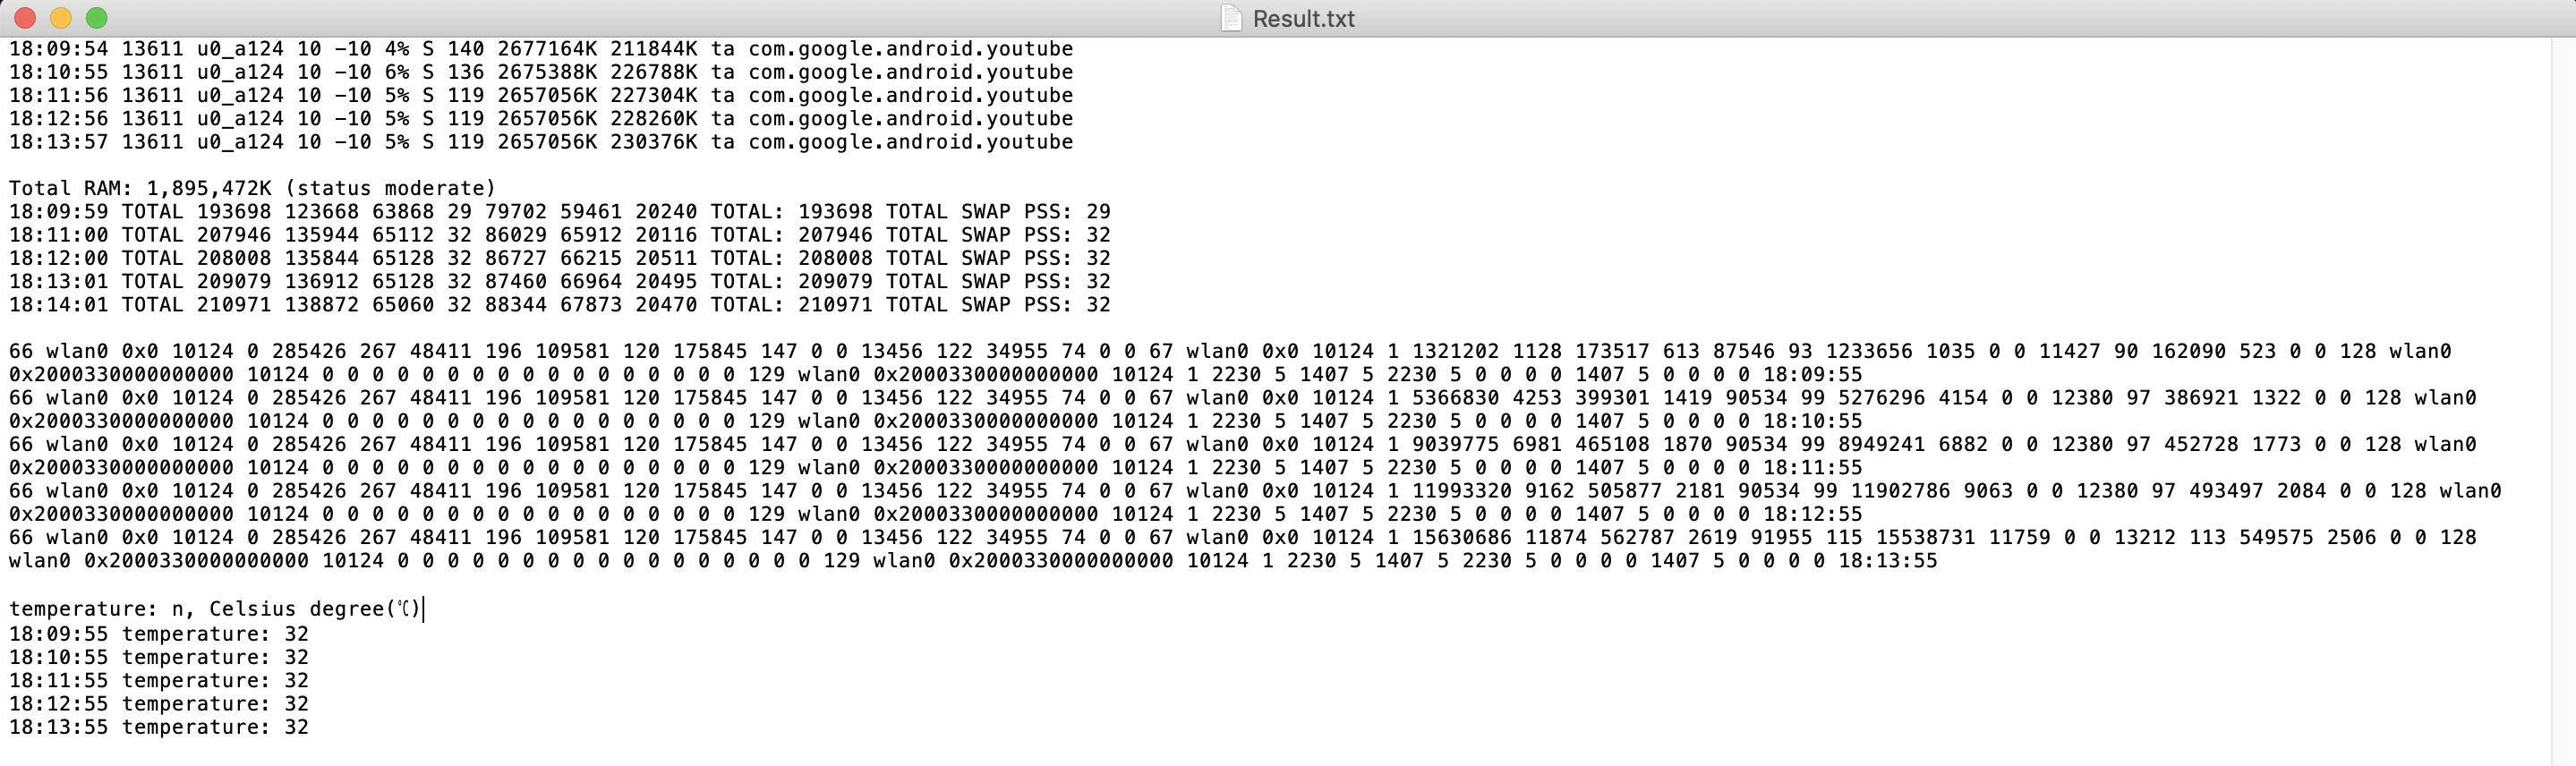 Result.txt
18:09:54 13611 u0_a124 10 -10 4% S 140 2677164K 211844K ta com.google.android.youtube
18:10:55 13611 u0_a124 10 -10 6% S 136 2675388K 226788K ta com.google.android.youtube
18:11:56 13611 u0_a124 10 -10 5% S 119 2657056K 227304K ta com.google.android.youtube
18:12:56 13611 u0_a124 10 -10 5% S 119 2657056K 228260K ta com.google.android.youtube
18:13:57 13611 u0_a124 10 -10 5% S 119 2657056K 230376K ta com.google.android.youtube
Total RAM: 1,895,472K (status moderate)
18:09:59 TOTAL 193698 123668 63868 29 79702 59461 20240 TOTAL: 193698 TOTAL SWAP PSS: 29
18:11:00 TOTAL 207946 135944 65112 32 86029 65912 20116 TOTAL: 207946 TOTAL SWAP PSS: 32
18:12:00 TOTAL 208008 135844 65128 32 86727 66215 20511 TOTAL: 208008 TOTAL SWAP PSS: 32
18:13:01 TOTAL 209079 136912 65128 32 87460 66964 20495 TOTAL: 209079 TOTAL SWAP PSS: 32
18:14:01 TOTAL 210971 138872 65060 32 88344 67873 20470 TOTAL: 210971 TOTAL SWAP PSS: 32
66 wlan0 0x0 10124 0 285426 267 48411 196 109581 120 175845 147 0 0 13456 122 34955 74 0 0 67 wlan0 0x0 10124 1 1321202 1128 173517 613 87546 93 1233656 1035 0 0 11427 90 162090 523 0 0 128 wlan0
0x2000330000000000 10124 0 0 0 0 0 0 0 0 0 0 0 0 0 0 0 0 0 129 wlan0 0x2000330000000000 10124 1 2230 5 1407 5 2230 5 0 0 0 0 1407 5 0 0 0 0 18:09:55
66 wlan0 0x0 10124 0 285426 267 48411 196 109581 120 175845 147 0 0 13456 122 34955 74 0 0 67 wlan0 0x0 10124 1 5366830 4253 399301 1419 90534 99 5276296 4154 0 0 12380 97 386921 1322 0 0 128 wlan0
0x2000330000000000 10124 0 0 0 0 0 0 0 0 0 0 0 0 0 0 0 0 0 129 wlan0 0x2000330000000000 10124 1 2230 5 1407 5 2230 5 0 0 0 0 1407 5 0 0 0 0 18:10:55
66 wlan0 0x0 10124 0 285426 267 48411 196 109581 120 175845 147 0 0 13456 122 34955 74 0 0 67 wlan0 0x0 10124 1 9039775 6981 465108 1870 90534 99 8949241 6882 0 0 12380 97 452728 1773 0 0 128 wlan0
0x2000330000000000 10124 0 0 0 0 0 0 0 0 0 0 0 0 0 0 0 0 0 129 wlan0 0x2000330000000000 10124 1 2230 5 1407 5 2230 5 0 0 0 0 1407 5 0 0 0 0 18:11:55
66 wlan0 0x0 10124 0 285426 267 48411 196 109581 120 175845 147 0 0 13456 122 34955 74 0 0 67 wlan0 0x0 10124 1 11993320 9162 505877 2181 90534 99 11902786 9063 0 0 12380 97 493497 2084 0 0 128 wlan0
0x2000330000000000 10124 0 0 0 0 0 0 0 0 0 0 0 0 0 0 0 0 0 129 wlan0 0x2000330000000000 10124 1 2230 5 1407 5 2230 5 0 0 0 0 1407 5 0 0 0 0 18:12:55
66 wlan0 0x0 10124 0 285426 267 48411 196 109581 120 175845 147 0 0 13456 122 34955 74 0 0 67 wlan0 0x0 10124 1 15630686 11874 562787 2619 91955 115 15538731 11759 0 0 13212 113 549575 2506 0 0 128
wlan0 0x2000330000000000 10124 0 0 0 0 0 0 0 0 0 0 0 0 0 0 0 0 0 129 wlan0 0x2000330000000000 10124 1 2230 5 1407 5 2230 5 0 0 0 0 1407 5 0 0 0 0 18:13:55
temperature: n, Celsius degree(℃)
18:09:55 temperature: 32
18:10:55 temperature: 32
18:11:55 temperature: 32
18:12:55 temperature: 32
18:13:55 temperature: 32